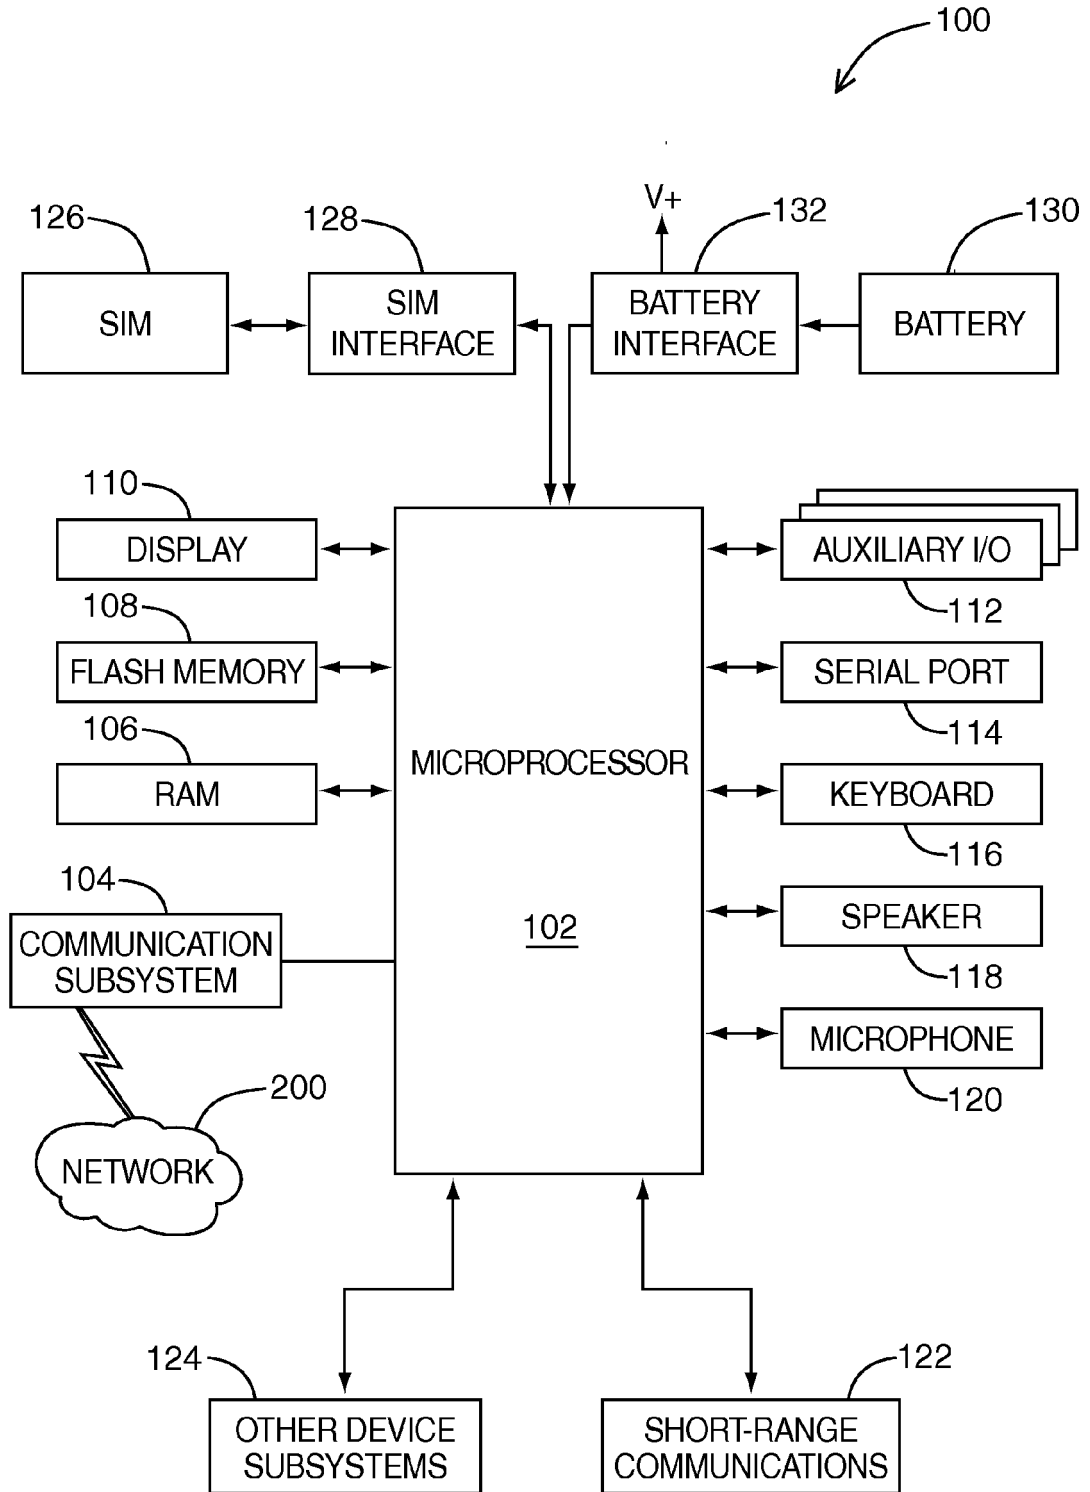 100
126
128
V+
132
130
SIM
SIM
INTERFACE
BATTERY
INTERFACE
BATTERY
110
DISPLAY
AUXILIARY I/O
112
108
FLASH MEMORY
SERIAL PORT
114
106
RAM
MICROPROCESSOR
102
KEYBOARD
116
104
COMMUNICATION
SUBSYSTEM
SPEAKER
118
MICROPHONE
120
200
NETWORK
124
OTHER DEVICE
SUBSYSTEMS
122
SHORT-RANGE
COMMUNICATIONS